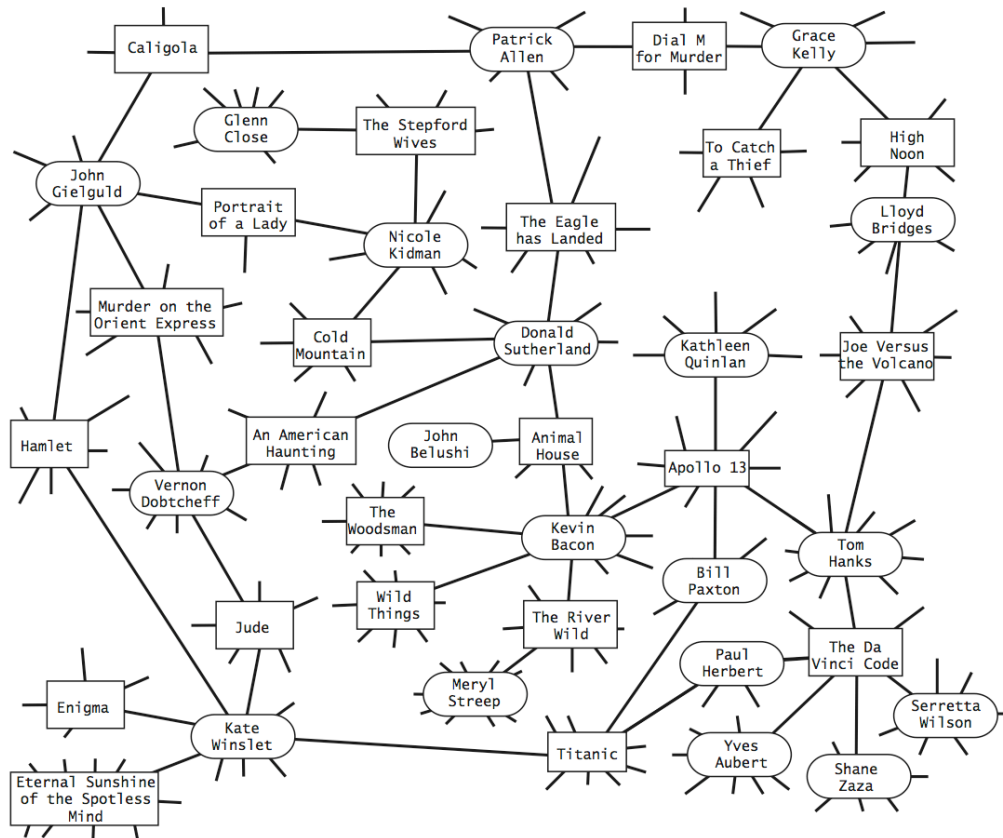 Caligola
Patrick
Allen
Dial M
for Murder
Grace
Kelly
Glenn
Close
The Stepford
Wives
To Catch
a Thief
High
Noon
John
Gielguld
Portrait
of a Lady
Nicole
Kidman
The Eagle
has Landed
Lloyd
Bridges
Murder on the
Orient Express
Cold
Mountain
Donald
Sutherland
Kathleen
Quinlan
Joe Versus
the Volcano
Hamlet
An American
Haunting
John
Belushi
Animal
House
Apollo 13
Vernon
Dobtcheff
The
Woodsman
Kevin
Bacon
Tom
Hanks
Bill
Paxton
Wild
Things
Jude
The River
Wild
Paul
Herbert
The Da
Vinci Code
Meryl
Streep
Enigma
Kate
Winslet
Titanic
Yves
Aubert
Serretta
Wilson
Shane
Zaza
Eternal Sunshine
of the Spotless
Mind